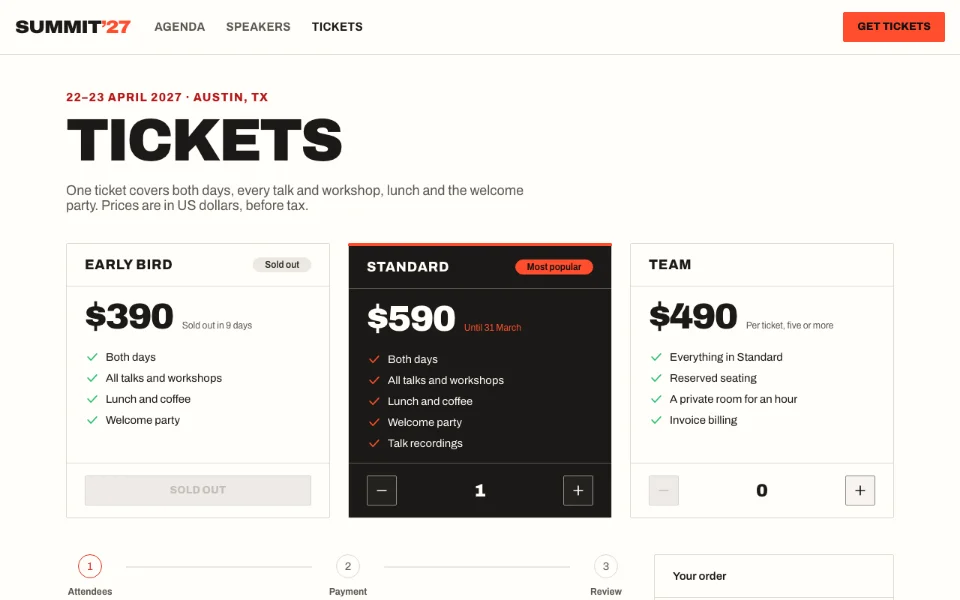 SUMMIT'27 AGENDA SPEAKERS TICKETS GET TICKETS
22–23 APRIL 2027 · AUSTIN, TX
TICKETS
One ticket covers both days, every talk and workshop, lunch and the welcome
party. Prices are in US dollars, before tax.
EARLY BIRD Sold out
$390 Sold out in 9 days
Both days
All talks and workshops
Lunch and coffee
Welcome party
SOLD OUT
STANDARD Most popular
$590 Until 31 March
Both days
All talks and workshops
Lunch and coffee
Welcome party
Talk recordings
− 1 +
TEAM
$490 Per ticket, five or more
Everything in Standard
Reserved seating
A private room for an hour
Invoice billing
− 0 +
1 2 3
Attendees Payment Review
Your order